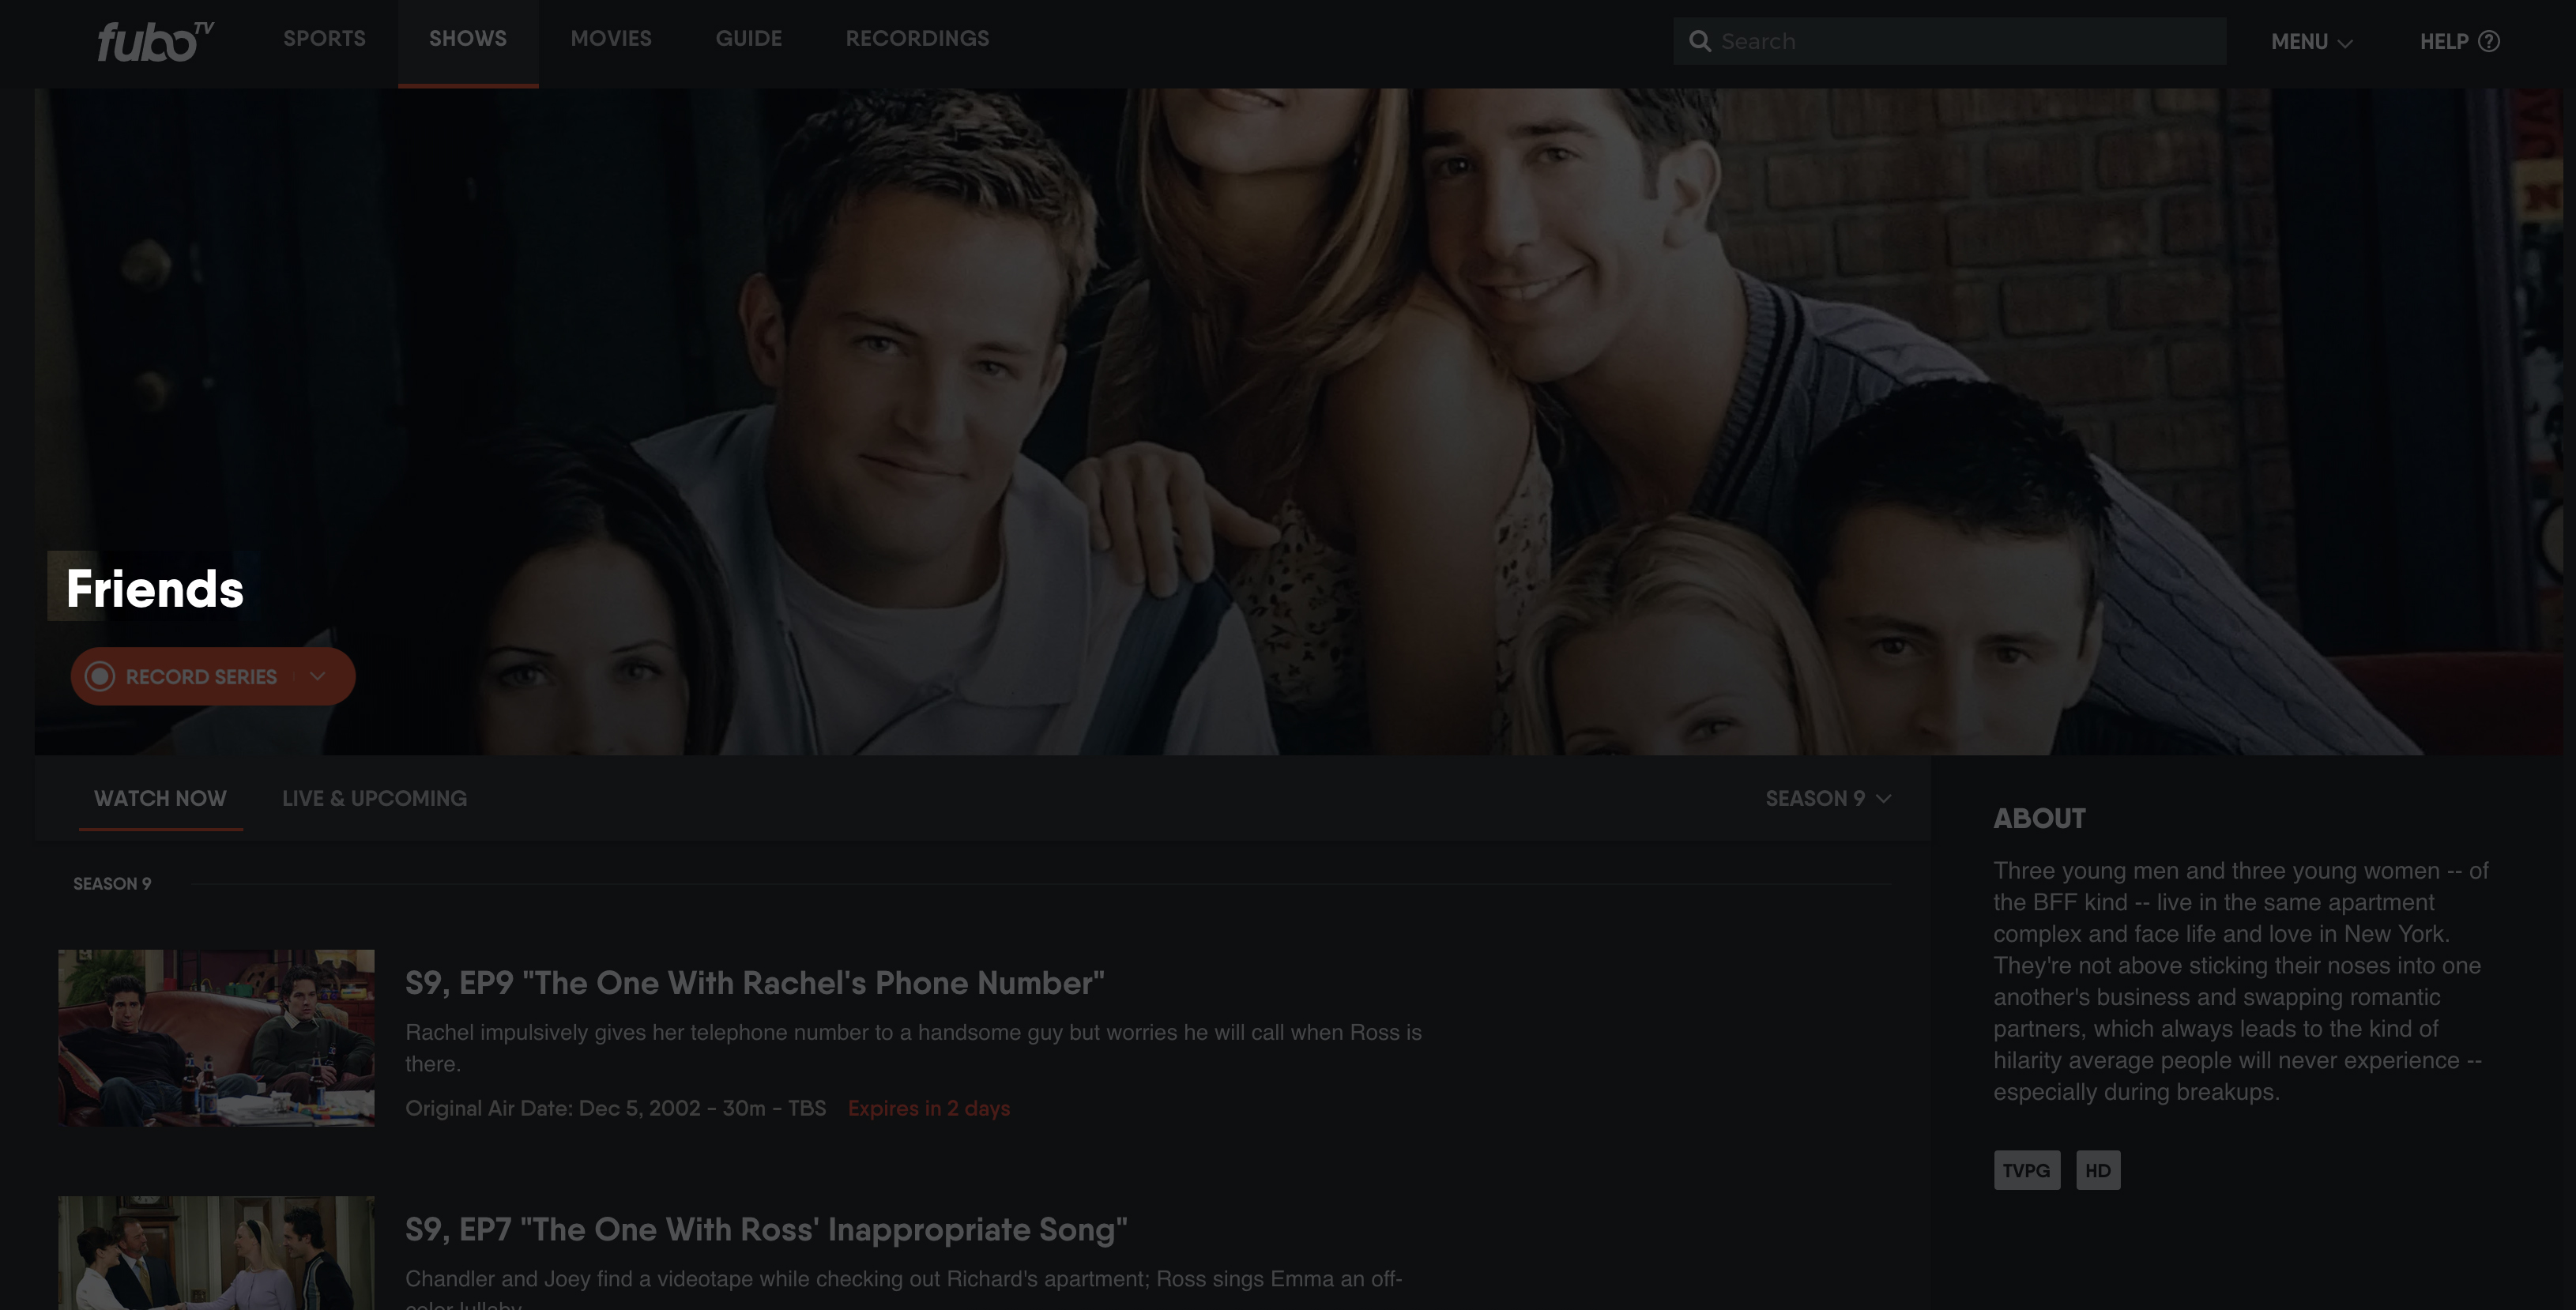 fubo TV
SPORTS
SHOWS
MOVIES
GUIDE
RECORDINGS
Search
MENU
HELP ?
Friends
RECORD SERIES
WATCH NOW
LIVE & UPCOMING
SEASON 9
SEASON 9
S9, EP9 "The One With Rachel's Phone Number"
Rachel impulsively gives her telephone number to a handsome guy but worries he will call when Ross is
there.
Original Air Date: Dec 5, 2002 - 30m - TBS Expires in 2 days
S9, EP7 "The One With Ross' Inappropriate Song"
Chandler and Joey find a videotape while checking out Richard's apartment; Ross sings Emma an off-
color lullaby
ABOUT
Three young men and three young women -- of
the BFF kind -- live in the same apartment
complex and face life and love in New York.
They're not above sticking their noses into one
another's business and swapping romantic
partners, which always leads to the kind of
hilarity average people will never experience --
especially during breakups.
TVPG
HD